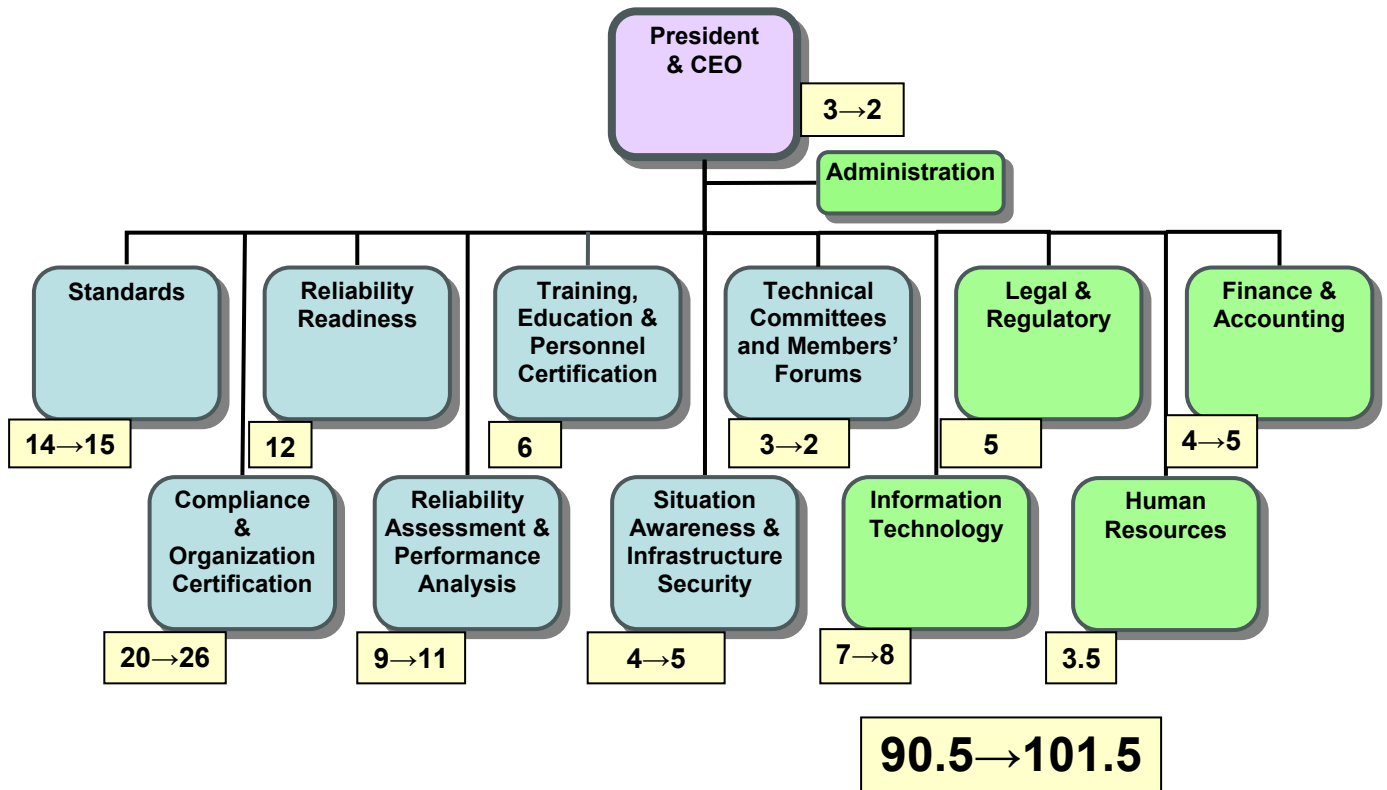 President
& CEO
3→2
Administration
Standards
14→15
Reliability
Readiness
12
Training,
Education &
Personnel
Certification
6
Technical
Committees
and Members’
Forums
3→2
Legal &
Regulatory
5
Finance &
Accounting
4→5
Compliance
&
Organization
Certification
20→26
Reliability
Assessment &
Performance
Analysis
9→11
Situation
Awareness &
Infrastructure
Security
4→5
Information
Technology
7→8
Human
Resources
3.5
90.5→101.5